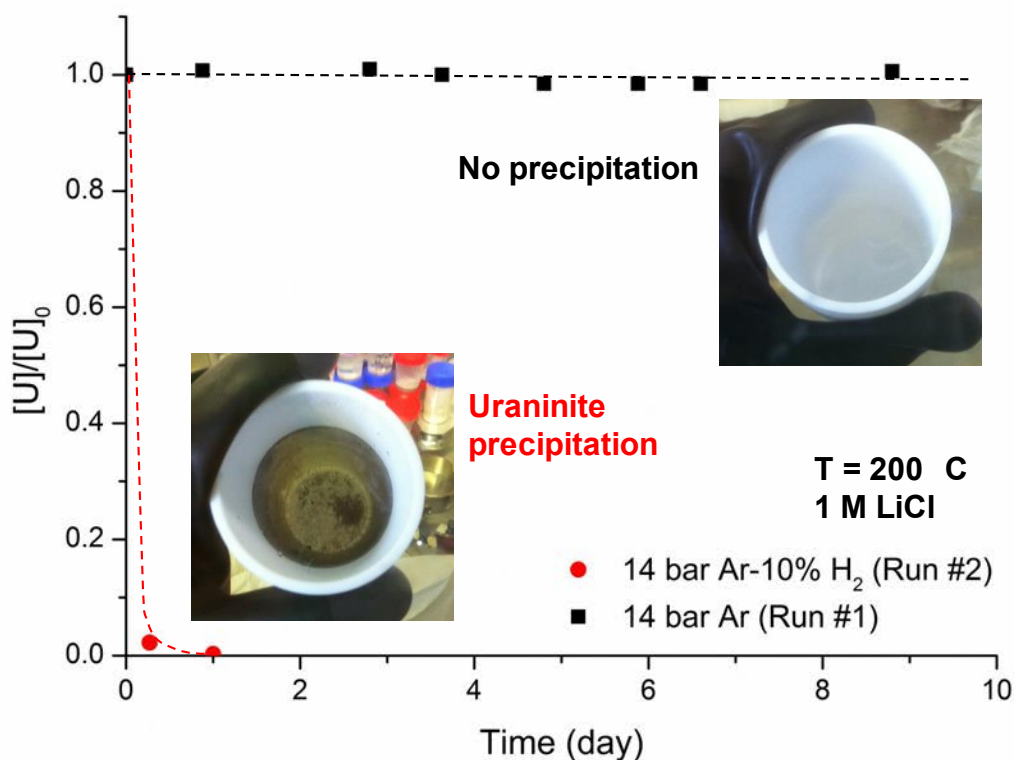 1.0
0.8
0.6
0.4
0.2
0.0
[U]/[U]₀
No precipitation
Uraninite
precipitation
T = 200 C
1 M LiCl
14 bar Ar-10% H₂ (Run #2)
14 bar Ar (Run #1)
0 2 4 6 8 10
Time (day)